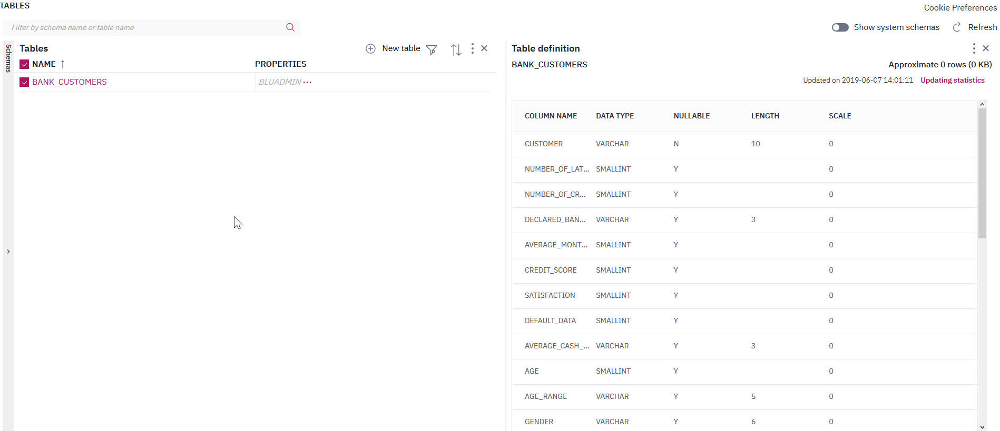 TABLES
Cookie Preferences
Filter by schema name or table name
Show system schemas Refresh
Schemas
Tables New table
NAME PROPERTIES
BANK_CUSTOMERS BLUADMIN ...
Table definition
BANK_CUSTOMERS Approximate 0 rows (0 KB)
Updated on 2019-06-07 14:01:11 Updating statistics
COLUMN NAME DATA TYPE NULLABLE LENGTH SCALE
CUSTOMER VARCHAR N 10 0
NUMBER_OF_LAT... SMALLINT Y 0
NUMBER_OF_CR... SMALLINT Y 0
DECLARED_BAN... VARCHAR Y 3 0
AVERAGE_MONT... SMALLINT Y 0
CREDIT_SCORE SMALLINT Y 0
SATISFACTION SMALLINT Y 0
DEFAULT_DATA SMALLINT Y 0
AVERAGE_CASH_... VARCHAR Y 3 0
AGE SMALLINT Y 0
AGE_RANGE VARCHAR Y 5 0
GENDER VARCHAR Y 6 0